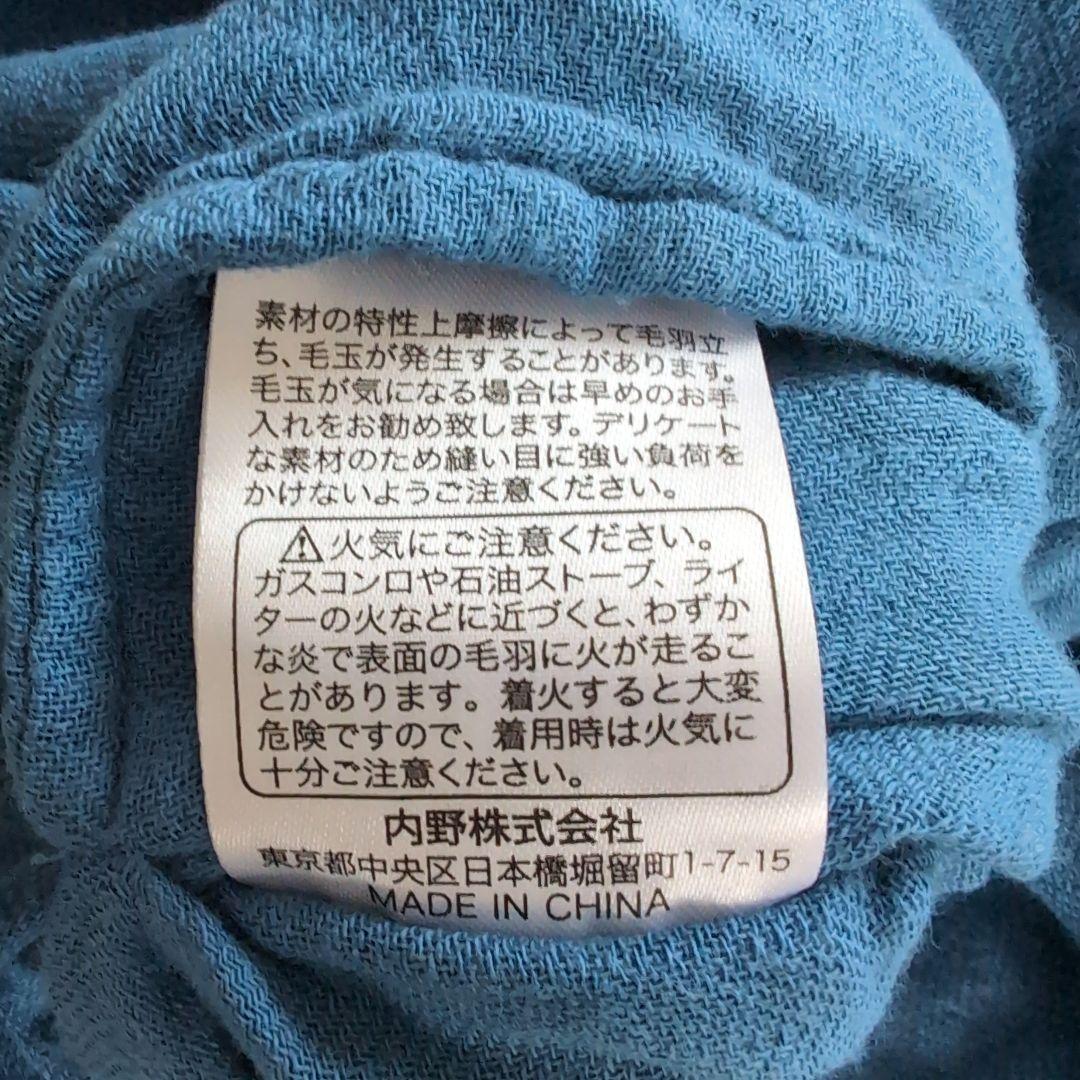 素材の特性上摩擦によって毛羽立
ち、毛玉が発生することがあります。
毛玉が気になる場合は早めのお手
入れをお勧め致します。デリケート
な素材のため縫い目に強い負荷を
かけないようご注意ください。
⚠火気にご注意ください。
ガスコンロや石油ストーブ、ライ
ターの火などに近づくと、わずか
な炎で表面の毛羽に火が走るこ
とがあります。着火すると大変
危険ですので、着用時は火気に
十分ご注意ください。
内野株式会社
東京都中央区日本橋堀留町1-7-15
MADE IN CHINA